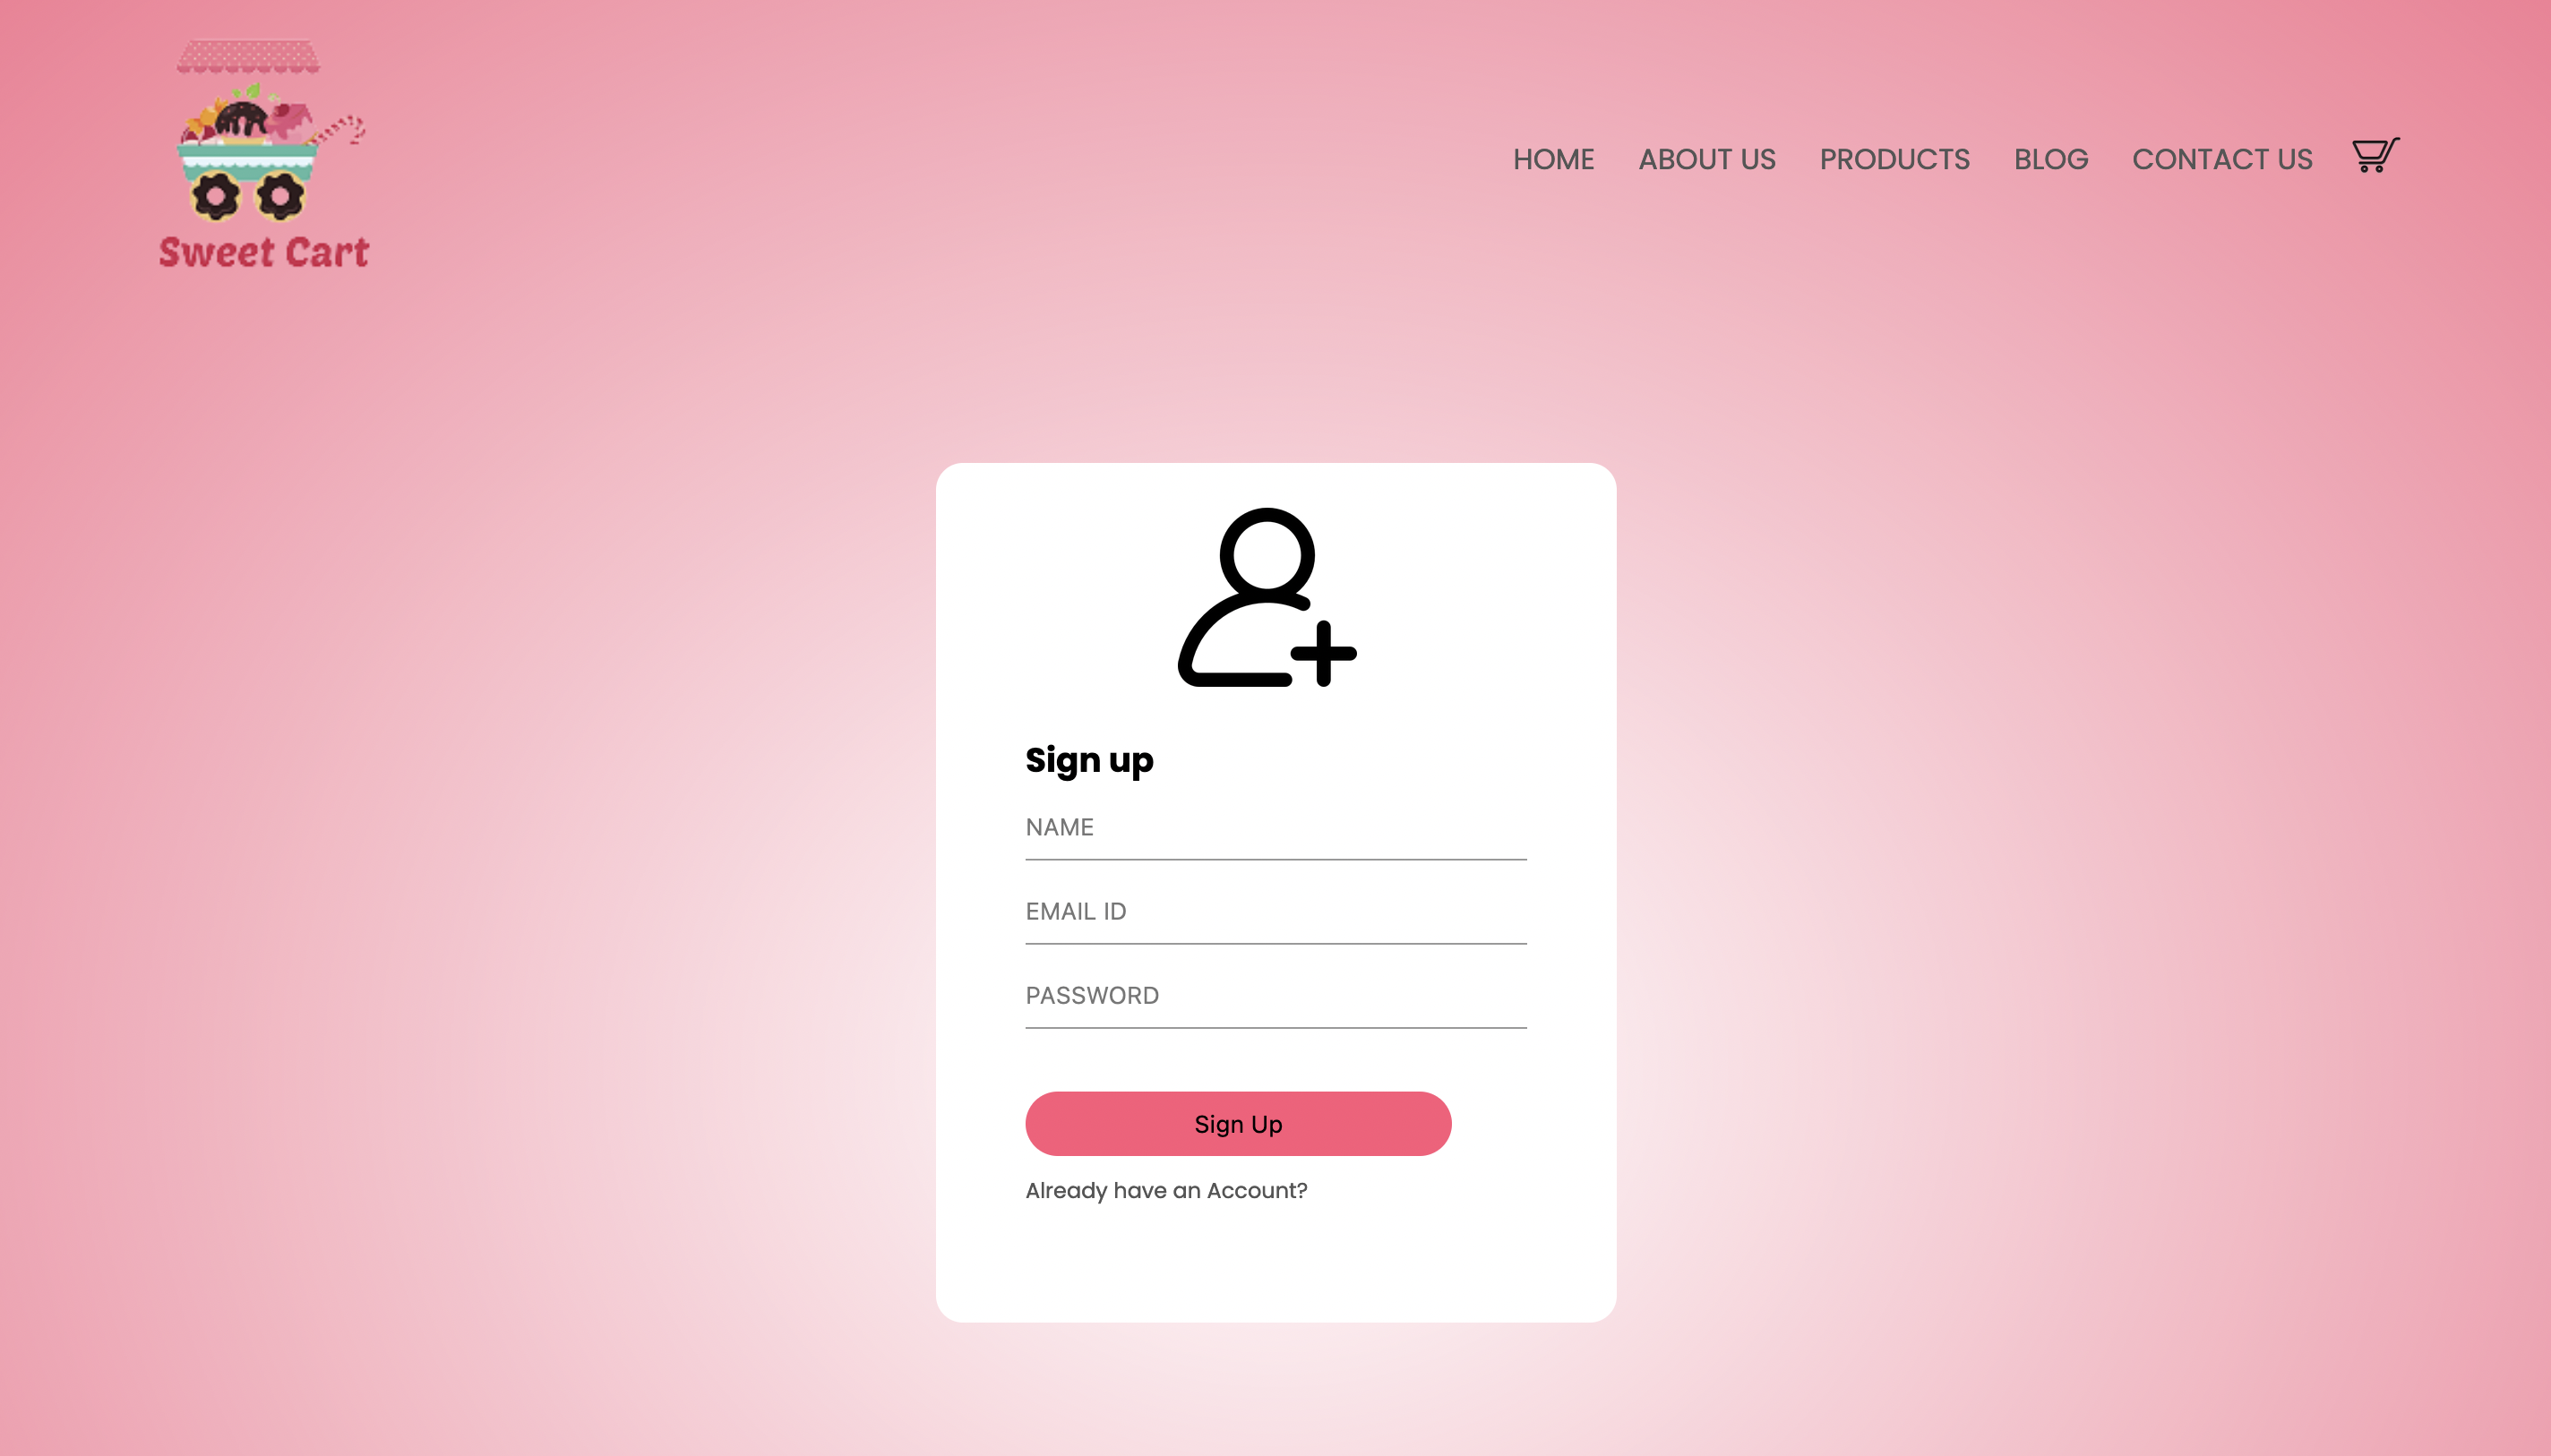 Sweet Cart
HOME ABOUT US PRODUCTS BLOG CONTACT US
Sign up
NAME
EMAIL ID
PASSWORD
Sign Up
Already have an Account?